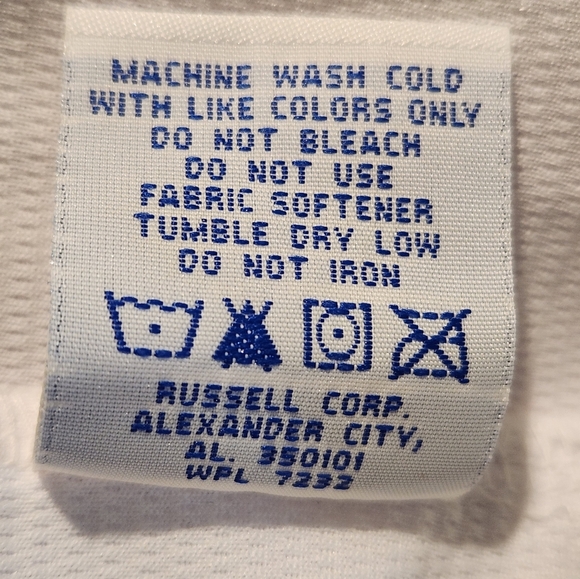 MACHINE WASH COLD
WITH LIKE COLORS ONLY
DO NOT BLEACH
DO NOT USE
FABRIC SOFTENER
TUMBLE DRY LOW
DO NOT IRON
RUSSELL CORP.
ALEXANDER CITY,
AL. 350101
WPL 7232